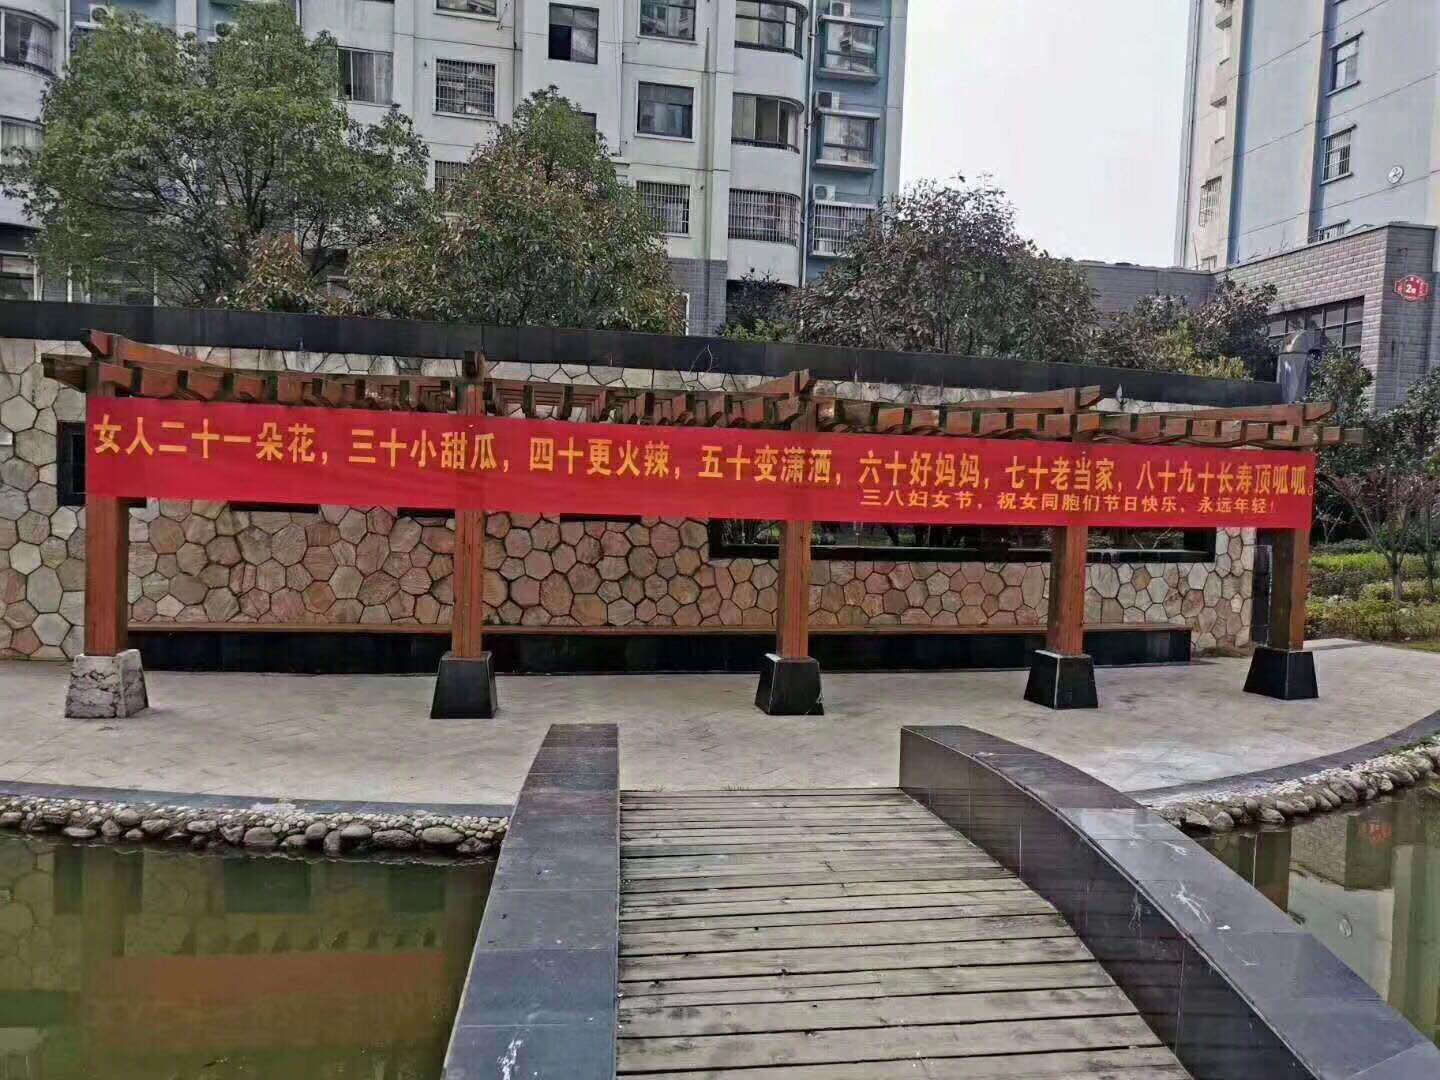 女人二十一朵花，三十小甜瓜，四十更火辣，五十变潇洒，六十好妈妈，七十老当家，八十九十长寿顶呱呱。
三八妇女节，祝女同胞们节日快乐、永远年轻！
2